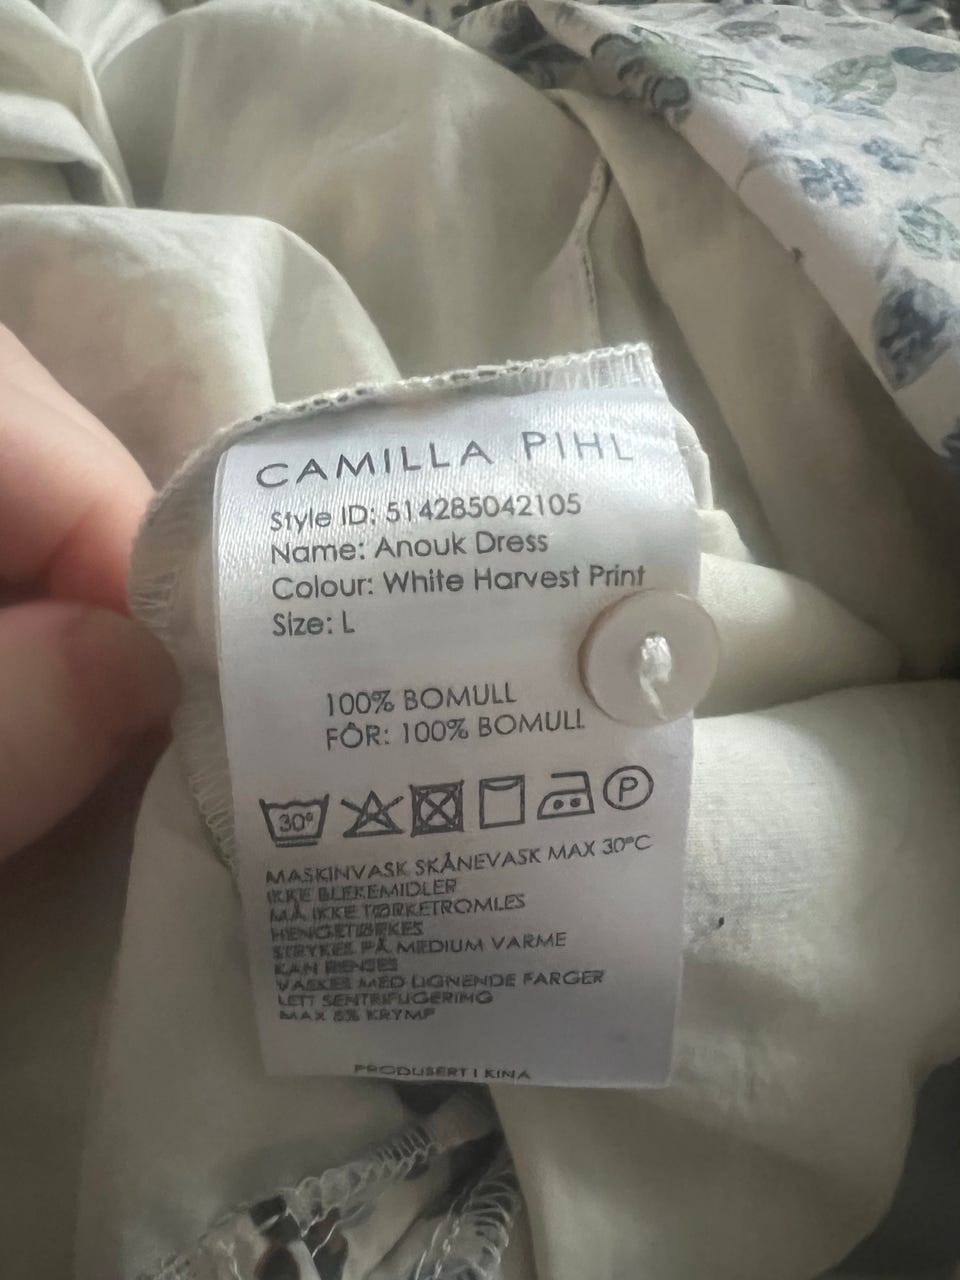 CAMILLA PIHL
Style ID: 514285042105
Name: Anouk Dress
Colour: White Harvest Print
Size: L
100% BOMULL
FÔR: 100% BOMULL
30°
P
MASKINVASK SKÅNEVASK MAX 30°C
IKKE BLEKEMIDLER
MÅ IKKE TØRKETROMLES
HENGETØRKES
STRYKES PÅ MEDIUM VARME
KAN RENSES
VASKES MED LIGNENDE FARGER
LETT SENTRIFUGERING
MAX 5% KRYMP
PRODUSERT I KINA